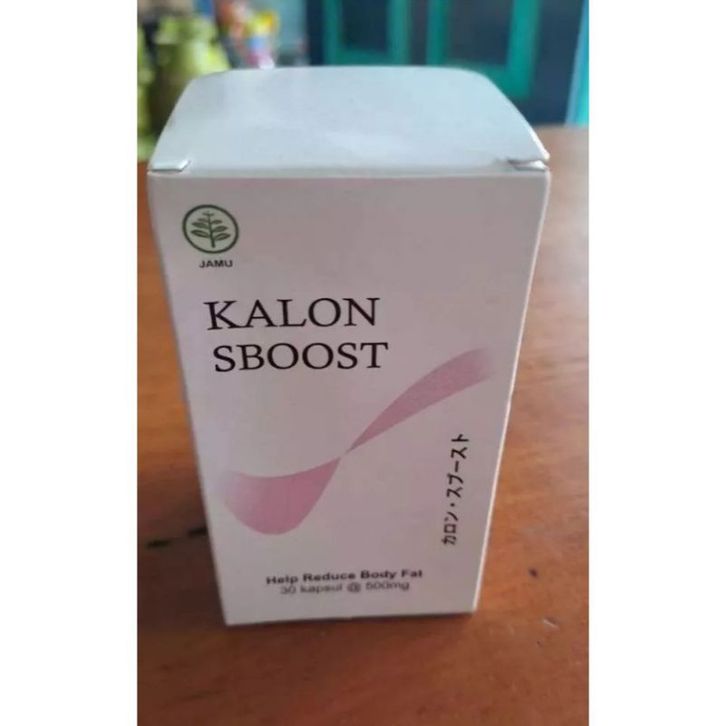 JAMU
KALON
SBOOST
カロン・スブースト
Help Reduce Body Fat
30 kapsul @ 500mg